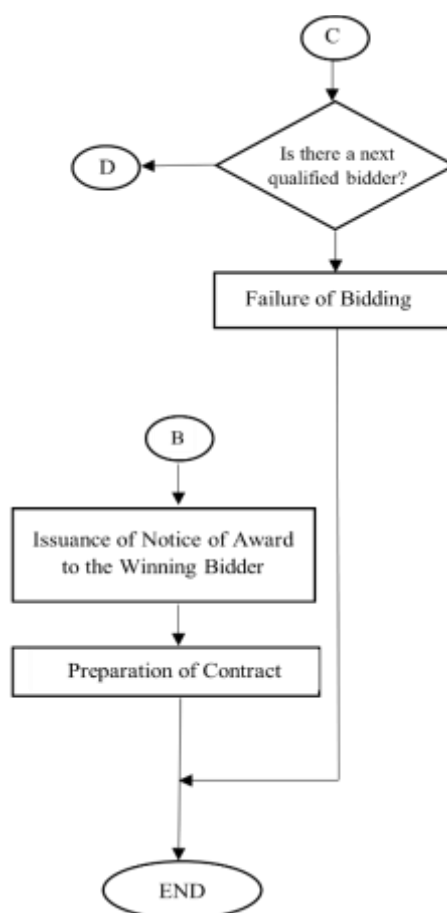 C
Is there a next
qualified bidder?
D
Failure of Bidding
B
Issuance of Notice of Award
to the Winning Bidder
Preparation of Contract
END